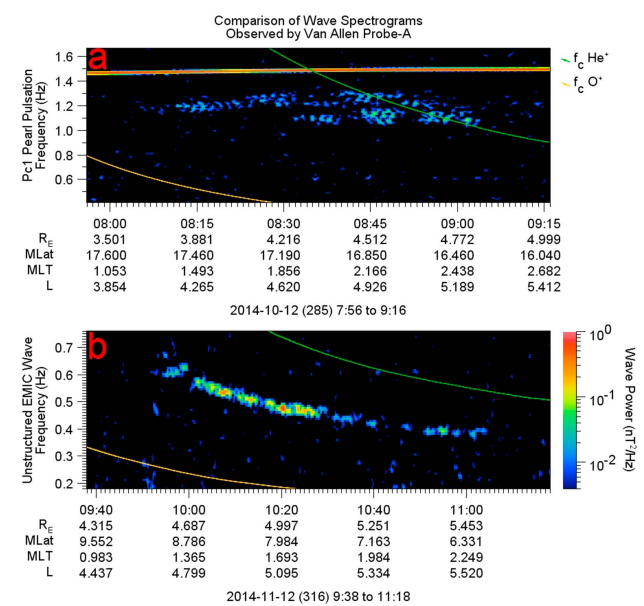 Comparison of Wave Spectrograms
Observed by Van Allen Probe-A
a
Pc1 Pearl Pulsation
Frequency (Hz)
1.6
1.4
1.2
1.0
0.8
0.6
f_c He⁺
f_c O⁺
08:00 08:15 08:30 08:45 09:00 09:15
R_E 3.501 3.881 4.216 4.512 4.772 4.999
MLat 17.600 17.460 17.190 16.850 16.460 16.040
MLT 1.053 1.493 1.856 2.166 2.438 2.682
L 3.854 4.265 4.620 4.926 5.189 5.412
2014-10-12 (285) 7:56 to 9:16
b
Unstructured EMIC Wave
Frequency (Hz)
0.7
0.6
0.5
0.4
0.3
0.2
10⁰
10⁻¹
10⁻²
Wave Power (nT²/Hz)
09:40 10:00 10:20 10:40 11:00
R_E 4.315 4.687 4.997 5.251 5.453
MLat 9.552 8.786 7.984 7.163 6.331
MLT 0.983 1.365 1.693 1.984 2.249
L 4.437 4.799 5.095 5.334 5.520
2014-11-12 (316) 9:38 to 11:18